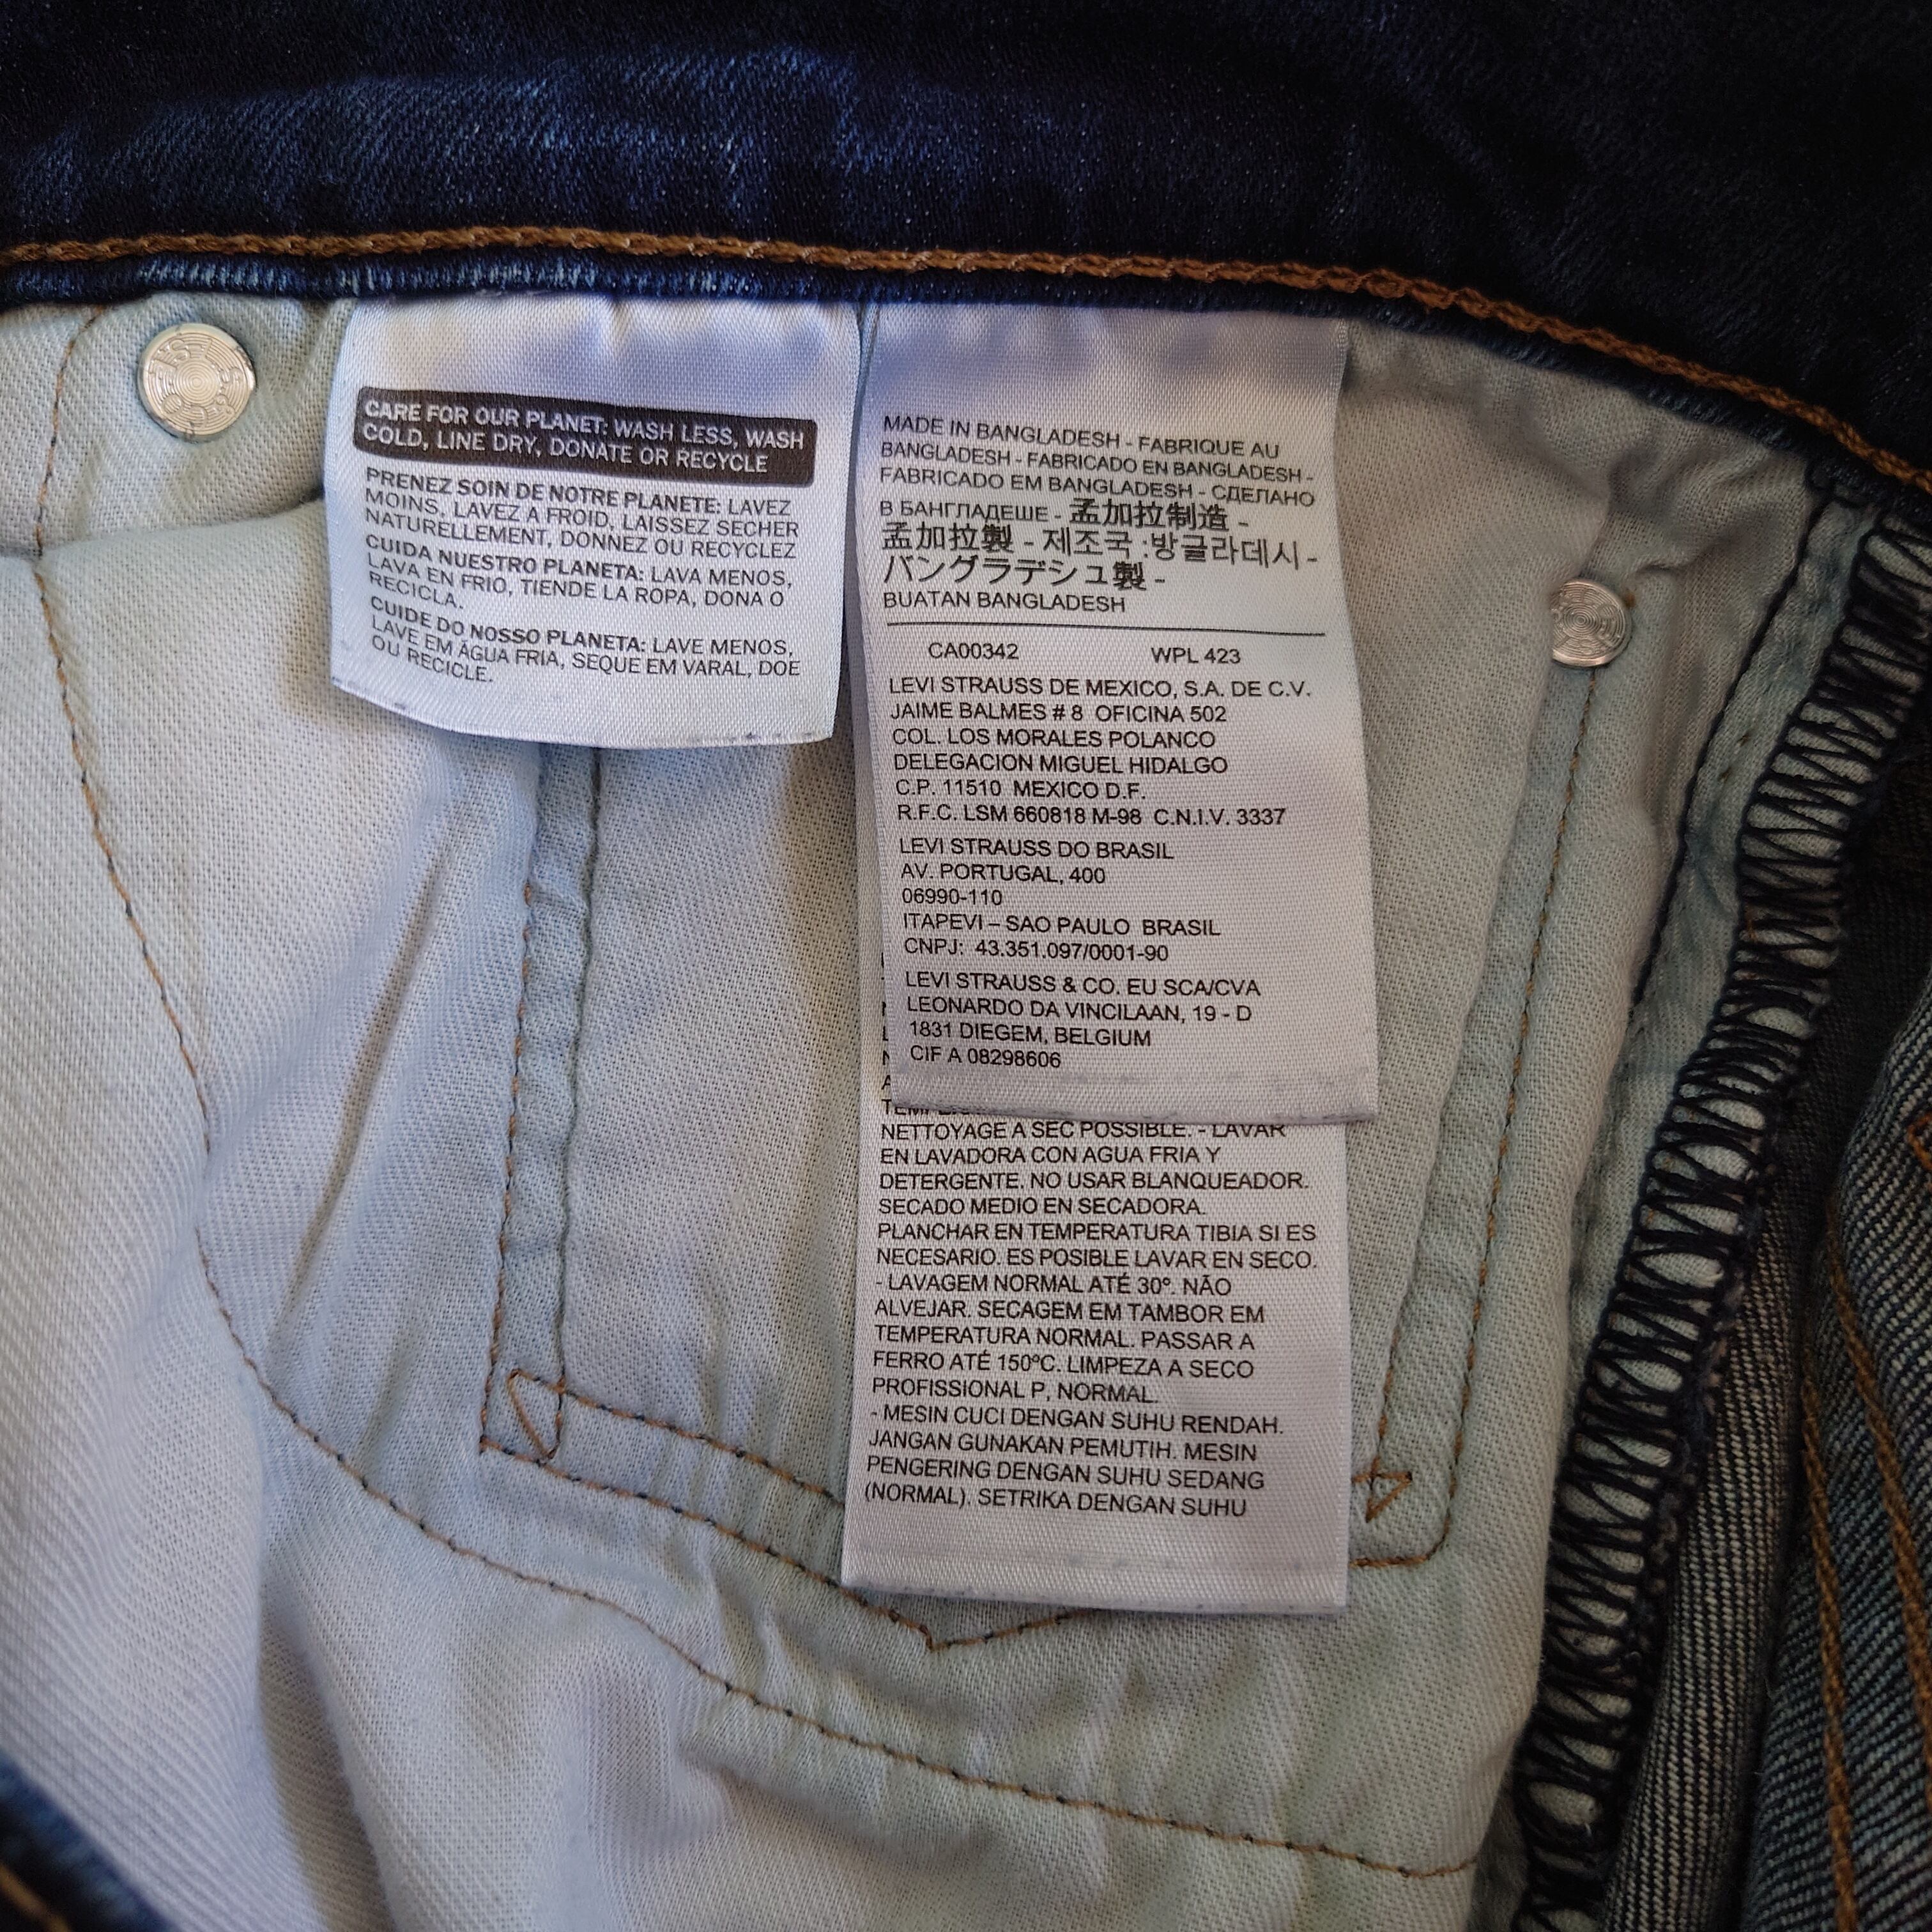 CARE FOR OUR PLANET: WASH LESS, WASH
COLD, LINE DRY, DONATE OR RECYCLE
PRENEZ SOIN DE NOTRE PLANETE: LAVEZ
MOINS, LAVEZ A FROID, LAISSEZ SECHER
NATURELLEMENT, DONNEZ OU RECYCLEZ
CUIDA NUESTRO PLANETA: LAVA MENOS,
LAVA EN FRIO, TIENDE LA ROPA, DONA O
RECICLA.
CUIDE DO NOSSO PLANETA: LAVE MENOS,
LAVE EM ÁGUA FRIA, SEQUE EM VARAL, DOE
OU RECICLE.
MADE IN BANGLADESH - FABRIQUE AU
BANGLADESH - FABRICADO EN BANGLADESH -
FABRICADO EM BANGLADESH - СДЕЛАНО
В БАНГЛАДЕШЕ - 孟加拉制造 -
孟加拉製 - 제조국 :방글라데시 -
バングラデシュ製 -
BUATAN BANGLADESH
CA00342 WPL 423
LEVI STRAUSS DE MEXICO, S.A. DE C.V.
JAIME BALMES # 8 OFICINA 502
COL. LOS MORALES POLANCO
DELEGACION MIGUEL HIDALGO
C.P. 11510 MEXICO D.F.
R.F.C. LSM 660818 M-98 C.N.I.V. 3337
LEVI STRAUSS DO BRASIL
AV. PORTUGAL, 400
06990-110
ITAPEVI – SAO PAULO BRASIL
CNPJ: 43.351.097/0001-90
LEVI STRAUSS & CO. EU SCA/CVA
LEONARDO DA VINCILAAN, 19 - D
1831 DIEGEM, BELGIUM
CIF A 08298606
NETTOYAGE A SEC POSSIBLE. - LAVAR
EN LAVADORA CON AGUA FRIA Y
DETERGENTE. NO USAR BLANQUEADOR.
SECADO MEDIO EN SECADORA.
PLANCHAR EN TEMPERATURA TIBIA SI ES
NECESARIO. ES POSIBLE LAVAR EN SECO.
- LAVAGEM NORMAL ATÉ 30º. NÃO
ALVEJAR. SECAGEM EM TAMBOR EM
TEMPERATURA NORMAL. PASSAR A
FERRO ATÉ 150ºC. LIMPEZA A SECO
PROFISSIONAL P, NORMAL.
- MESIN CUCI DENGAN SUHU RENDAH.
JANGAN GUNAKAN PEMUTIH. MESIN
PENGERING DENGAN SUHU SEDANG
(NORMAL). SETRIKA DENGAN SUHU